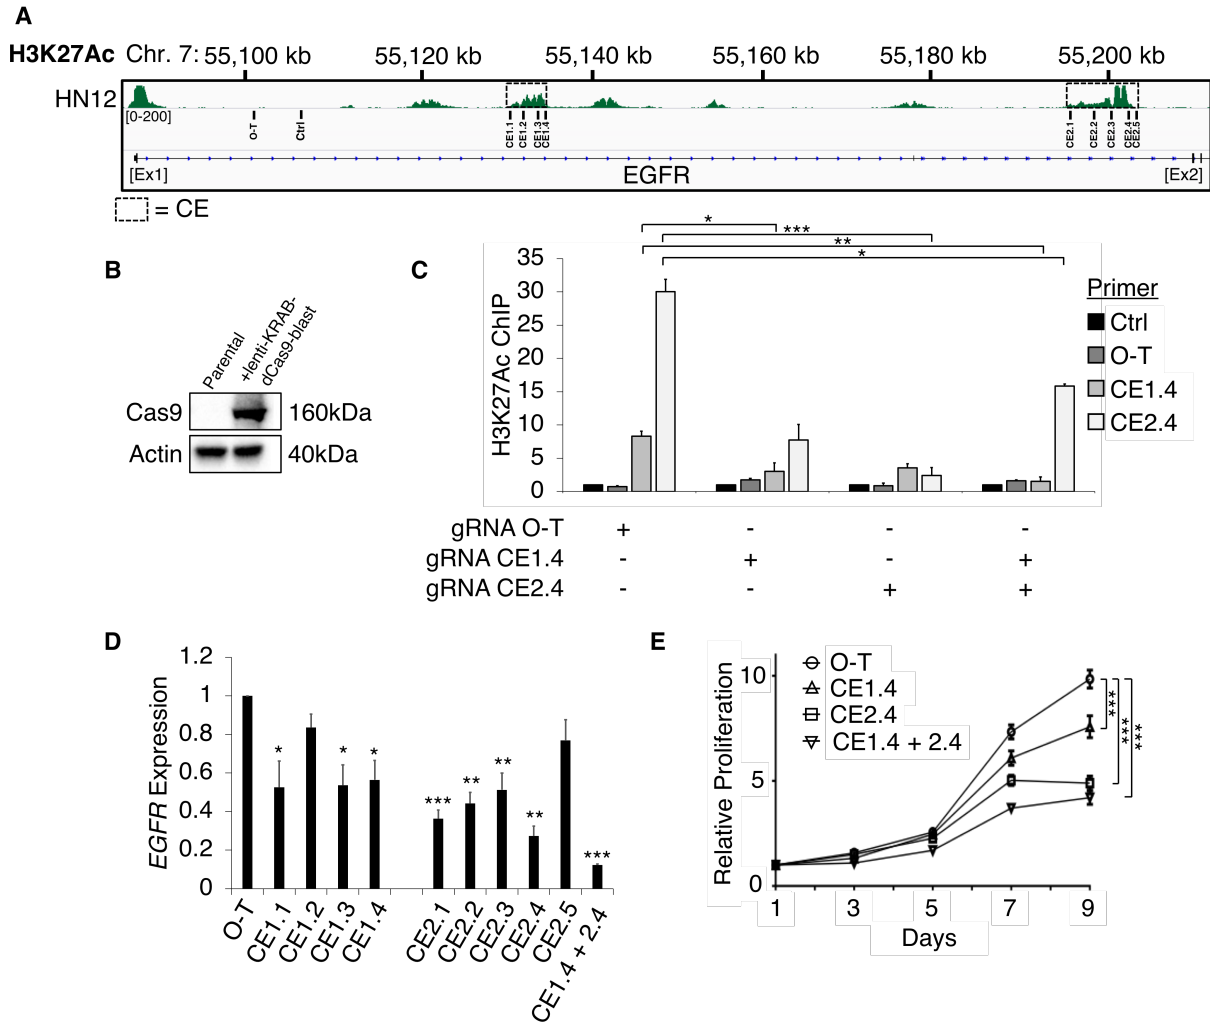 A
H3K27Ac Chr. 7: 55,100 kb 55,120 kb 55,140 kb 55,160 kb 55,180 kb 55,200 kb
HN12
[0-200]
O-T Ctrl CE1.1 CE1.2 CE1.3 CE1.4 CE2.1 CE2.2 CE2.3 CE2.4 CE2.5
[Ex1] EGFR [Ex2]
= CE
B
Parental
+lenti-KRAB-
dCas9-blast
Cas9 160kDa
Actin 40kDa
C
*
***
**
*
H3K27Ac ChIP
35
30
25
20
15
10
5
0
Primer
Ctrl
O-T
CE1.4
CE2.4
gRNA O-T + - - -
gRNA CE1.4 - + - +
gRNA CE2.4 - - + +
D
EGFR Expression
1.2
1
0.8
0.6
0.4
0.2
0
* * * *** ** ** ** ***
O-T CE1.1 CE1.2 CE1.3 CE1.4 CE2.1 CE2.2 CE2.3 CE2.4 CE2.5 CE1.4 + 2.4
E
Relative Proliferation
10
5
0
O-T
CE1.4
CE2.4
CE1.4 + 2.4
***
***
***
1 3 5 7 9
Days